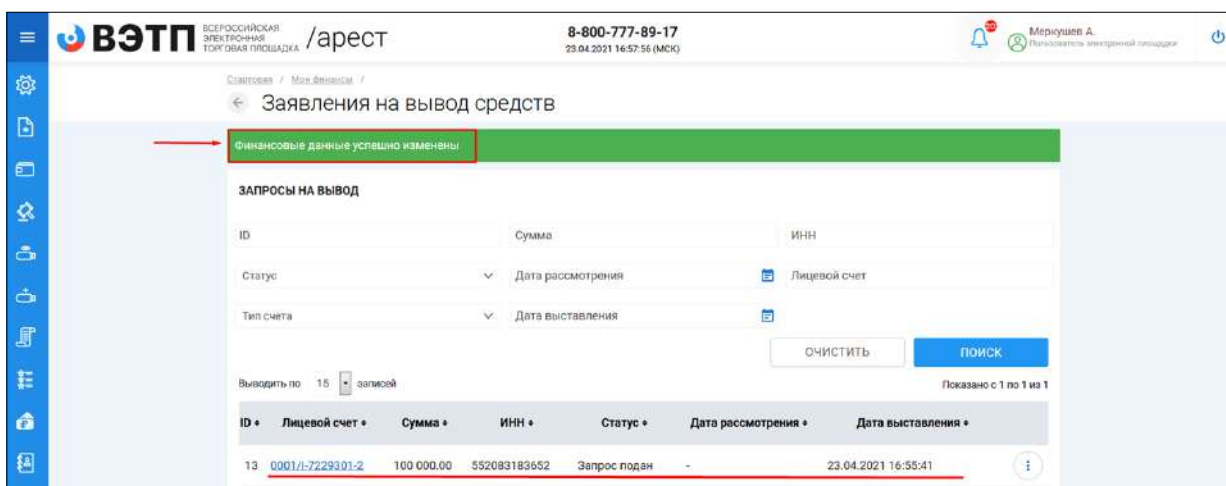 ВЭТП ВСЕРОССИЙСКАЯ ЭЛЕКТРОННАЯ ТОРГОВАЯ ПЛОЩАДКА /арест
8-800-777-89-17
23.04.2021 16:57:56 (МСК)
Меркушев А.
Пользователь электронной площадки
Стартовая / Мои финансы /
Заявления на вывод средств
Финансовые данные успешно изменены
ЗАПРОСЫ НА ВЫВОД
ID Сумма ИНН
Статус Дата рассмотрения Лицевой счет
Тип счета Дата выставления
ОЧИСТИТЬ ПОИСК
Выводить по 15 записей Показано с 1 по 1 из 1
ID Лицевой счет Сумма ИНН Статус Дата рассмотрения Дата выставления
13 0001/I-7229301-2 100 000.00 552083183652 Запрос подан - 23.04.2021 16:55:41